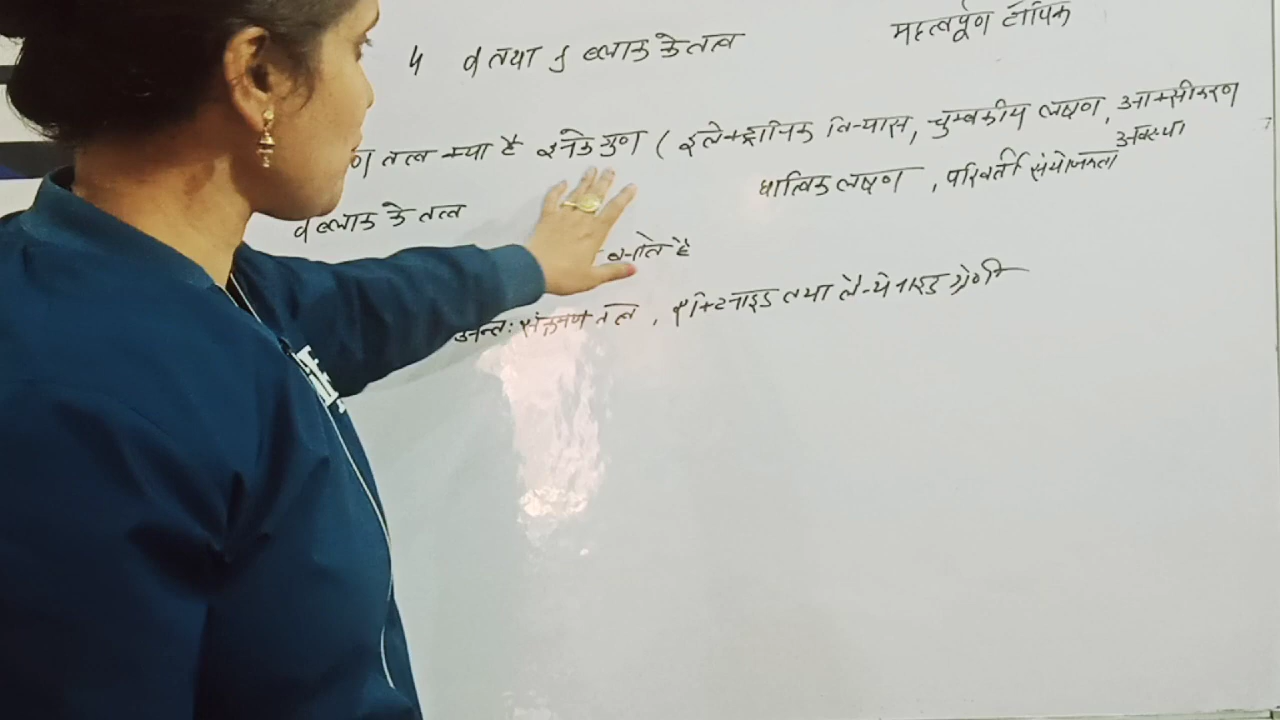 4 d तथा f ब्लाक के तत्व
महत्वपूर्ण टॉपिक
ण तत्व क्या है इनके गुण ( इलेक्ट्रानिक विन्यास, चुम्बकीय लक्षण, आक्सीकरण अवस्था
धात्विक लक्षण , परिवर्ती संयोजकता
d ब्लाक के तत्व
बनाते है
अन्तः संक्रमण तत्व , एक्टिनाइड तथा लैन्थेनाइड श्रेणी